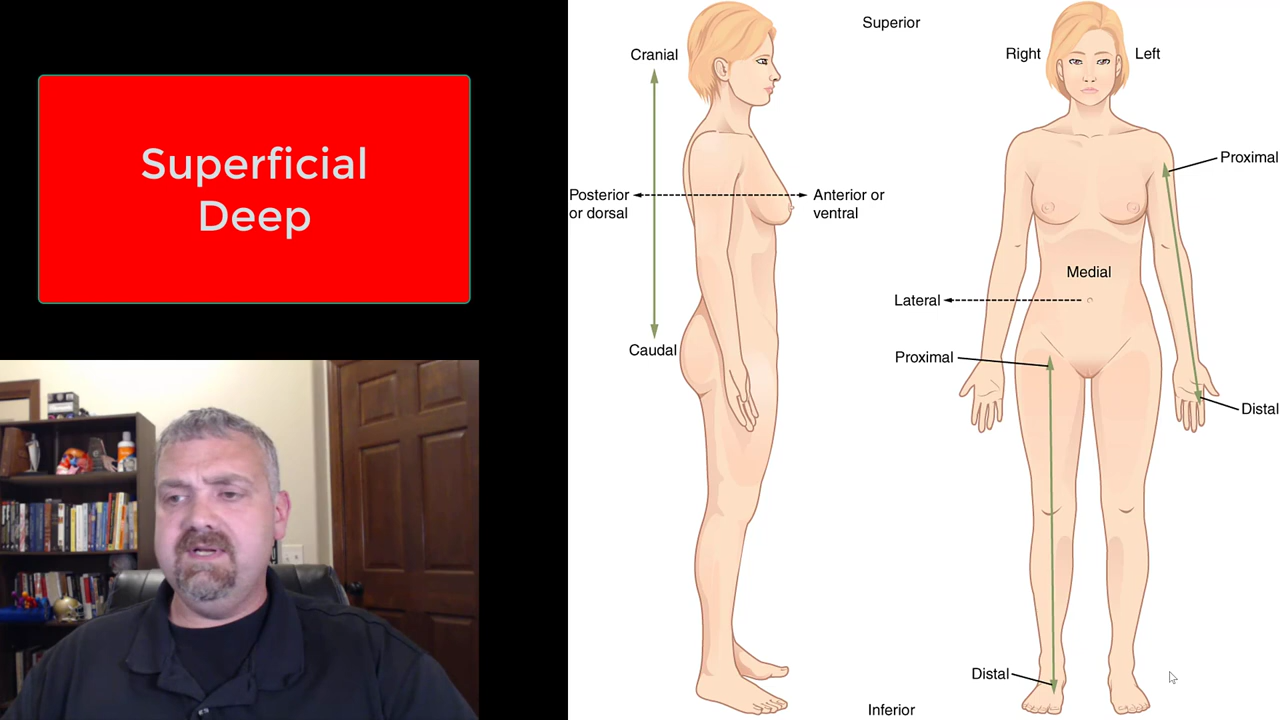 Superficial
Deep
Superior
Cranial
Right
Left
Proximal
Posterior
or dorsal
Anterior or
ventral
Medial
Lateral
Caudal
Proximal
Distal
Distal
Inferior